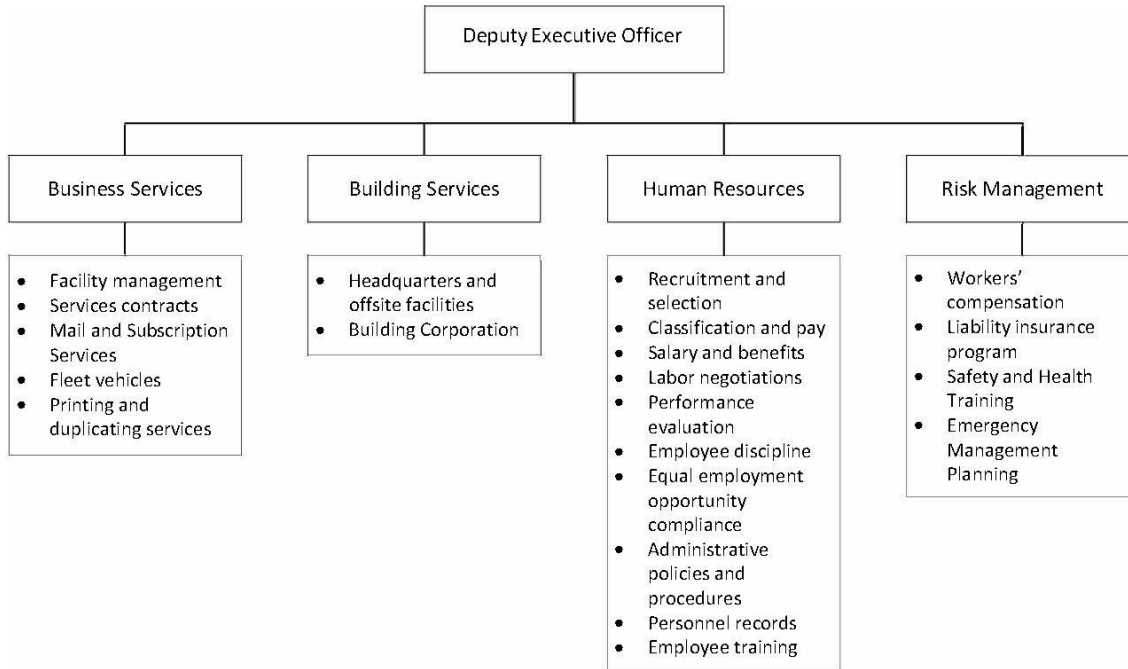 Deputy Executive Officer
Business Services
Building Services
Human Resources
Risk Management
• Facility management
• Services contracts
• Mail and Subscription
Services
• Fleet vehicles
• Printing and
duplicating services
• Headquarters and
offsite facilities
• Building Corporation
• Recruitment and
selection
• Classification and pay
• Salary and benefits
• Labor negotiations
• Performance
evaluation
• Employee discipline
• Equal employment
opportunity
compliance
• Administrative
policies and
procedures
• Personnel records
• Employee training
• Workers’
compensation
• Liability insurance
program
• Safety and Health
Training
• Emergency
Management
Planning